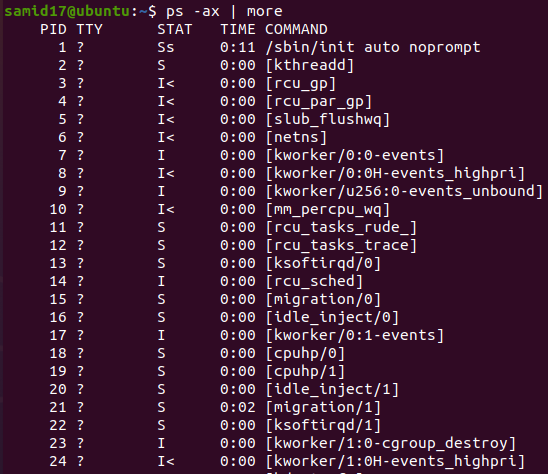 samid17@ubuntu:~$ ps -ax | more
PID TTY STAT TIME COMMAND
1 ? Ss 0:11 /sbin/init auto noprompt
2 ? S 0:00 [kthreadd]
3 ? I< 0:00 [rcu_gp]
4 ? I< 0:00 [rcu_par_gp]
5 ? I< 0:00 [slub_flushwq]
6 ? I< 0:00 [netns]
7 ? I 0:00 [kworker/0:0-events]
8 ? I< 0:00 [kworker/0:0H-events_highpri]
9 ? I 0:00 [kworker/u256:0-events_unbound]
10 ? I< 0:00 [mm_percpu_wq]
11 ? S 0:00 [rcu_tasks_rude_]
12 ? S 0:00 [rcu_tasks_trace]
13 ? S 0:00 [ksoftirqd/0]
14 ? I 0:00 [rcu_sched]
15 ? S 0:00 [migration/0]
16 ? S 0:00 [idle_inject/0]
17 ? I 0:00 [kworker/0:1-events]
18 ? S 0:00 [cpuhp/0]
19 ? S 0:00 [cpuhp/1]
20 ? S 0:00 [idle_inject/1]
21 ? S 0:02 [migration/1]
22 ? S 0:00 [ksoftirqd/1]
23 ? I 0:00 [kworker/1:0-cgroup_destroy]
24 ? I< 0:00 [kworker/1:0H-events_highpri]